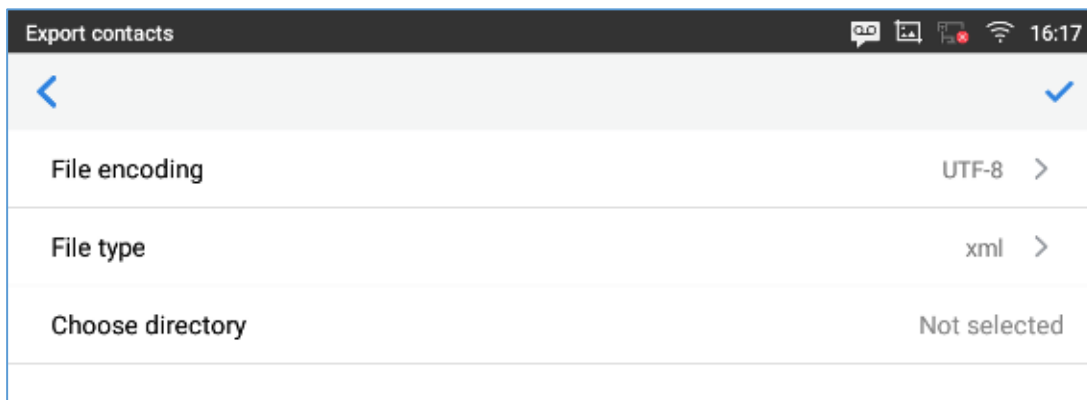 Export contacts 16:17
File encoding UTF-8
File type xml
Choose directory Not selected